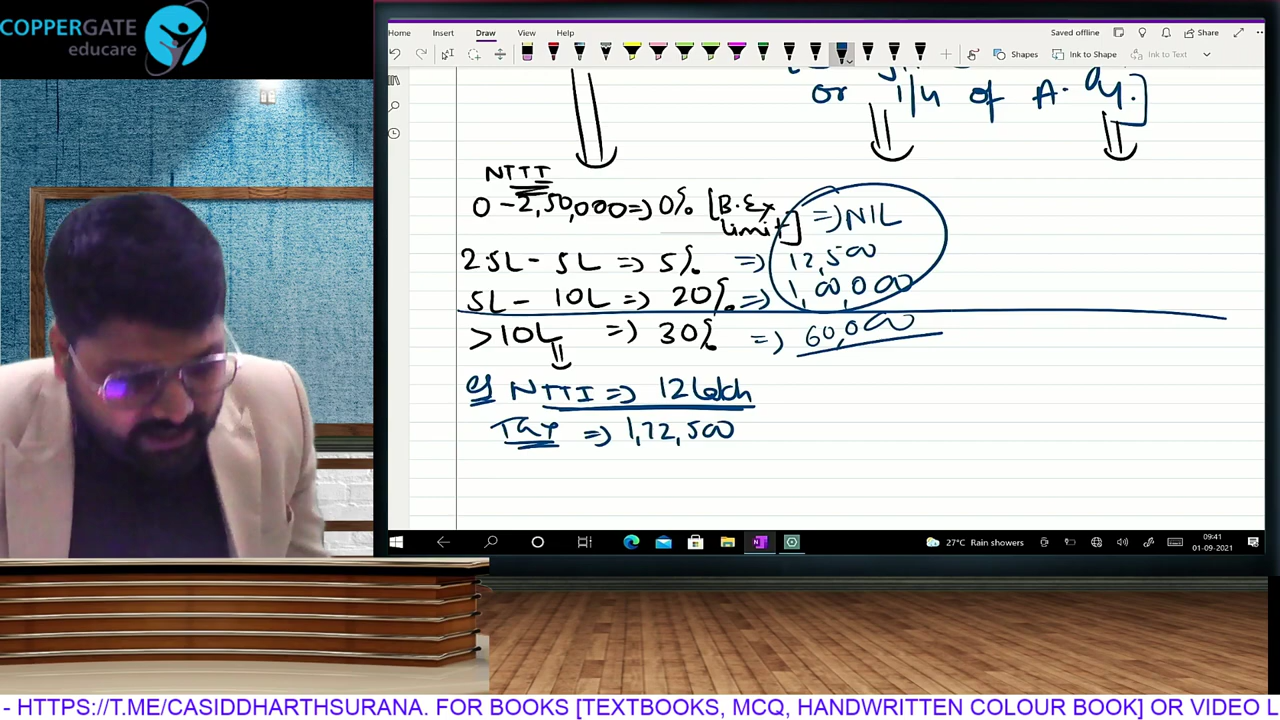 COPPERGATE
educare
Home Insert Draw View Help Saved offline Share
Shapes Ink to Shape Ink to Text
or 1/4 of A. Ag.]
NTTI
0 - 2,50,000 => 0% [B.Ex limit] => NIL
2.5L - 5L => 5% => 12,500
5L - 10L => 20% => 1,00,000
>10L => 30% => 60,000
eg NTTI => 12 lakh
Tax => 1,72,500
27°C Rain showers
09:41
01-09-2021
- HTTPS://T.ME/CASIDDHARTHSURANA. FOR BOOKS [TEXTBOOKS, MCQ, HANDWRITTEN COLOUR BOOK] OR VIDEO L